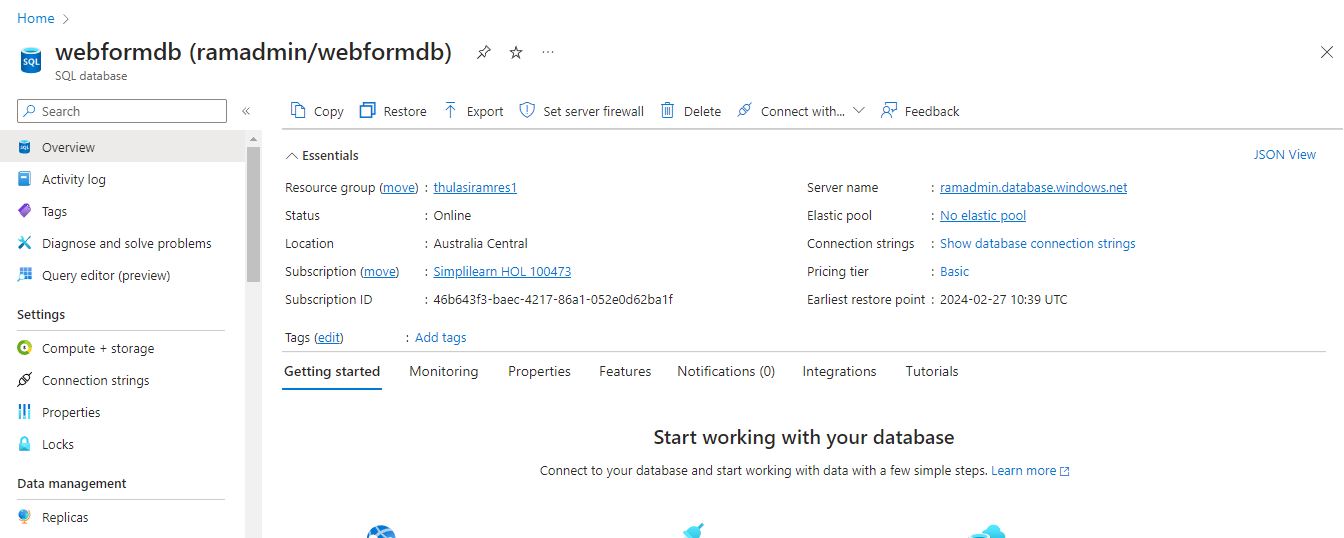 Home
webformdb (ramadmin/webformdb)
SQL
SQL database
Search
Copy Restore Export Set server firewall Delete Connect with... Feedback
Overview
Activity log
Tags
Diagnose and solve problems
Query editor (preview)
Settings
Compute + storage
Connection strings
Properties
Locks
Data management
Replicas
Essentials
JSON View
Resource group (move) : thulasiramres1
Status : Online
Location : Australia Central
Subscription (move) : Simplilearn HOL 100473
Subscription ID : 46b643f3-baec-4217-86a1-052e0d62ba1f
Server name : ramadmin.database.windows.net
Elastic pool : No elastic pool
Connection strings : Show database connection strings
Pricing tier : Basic
Earliest restore point : 2024-02-27 10:39 UTC
Tags (edit) : Add tags
Getting started Monitoring Properties Features Notifications (0) Integrations Tutorials
Start working with your database
Connect to your database and start working with data with a few simple steps. Learn more